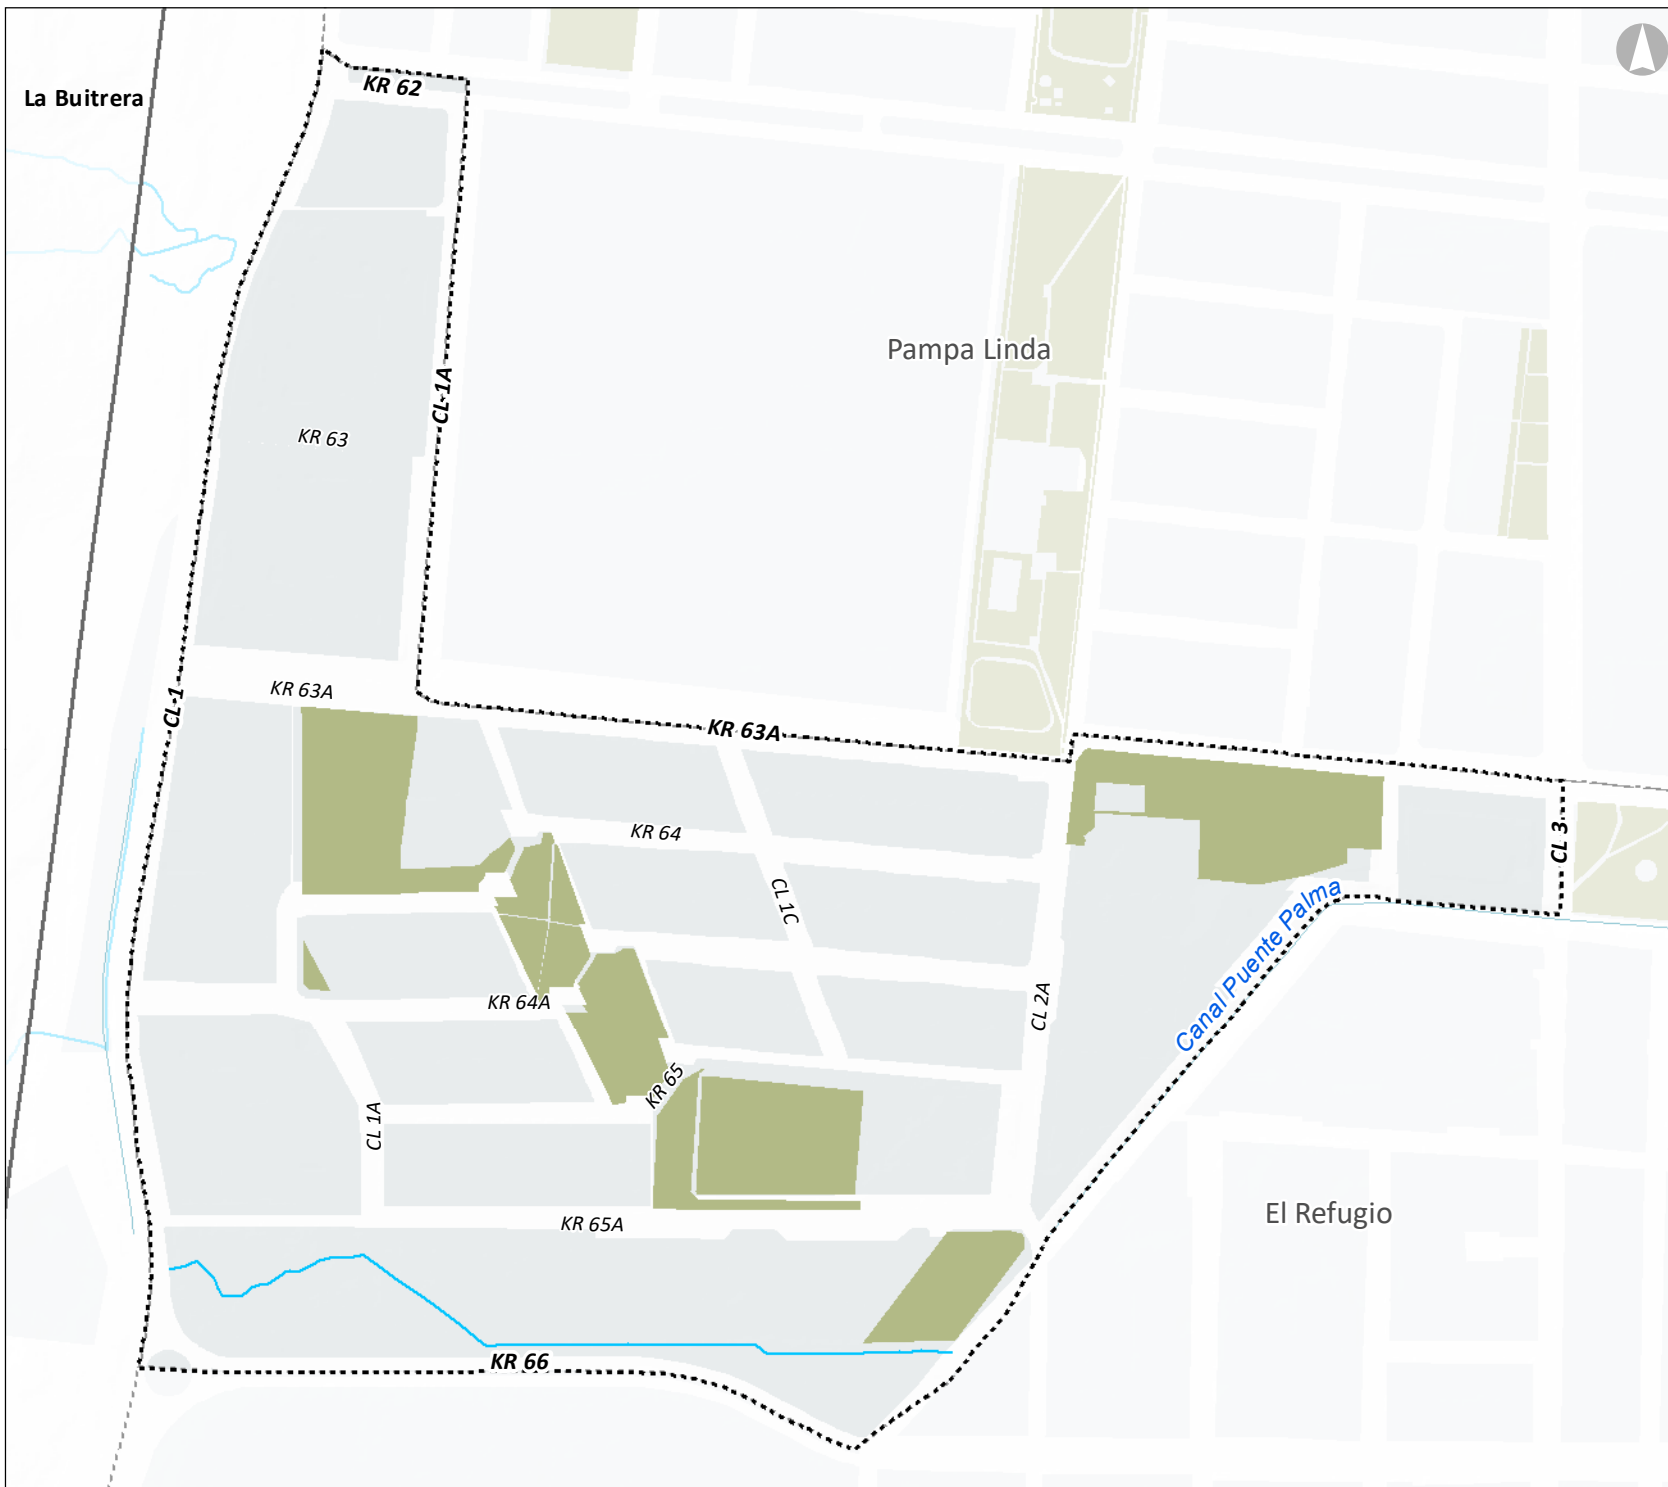 KR 62
La Buitrera
Pampa Linda
CL 1A
KR 63
KR 63A
CL 1
KR 63A
KR 64
CL 3
CL 1C
Canal Puente Palma
KR 64A
CL 2A
KR 65
CL 1A
El Refugio
KR 65A
KR 66